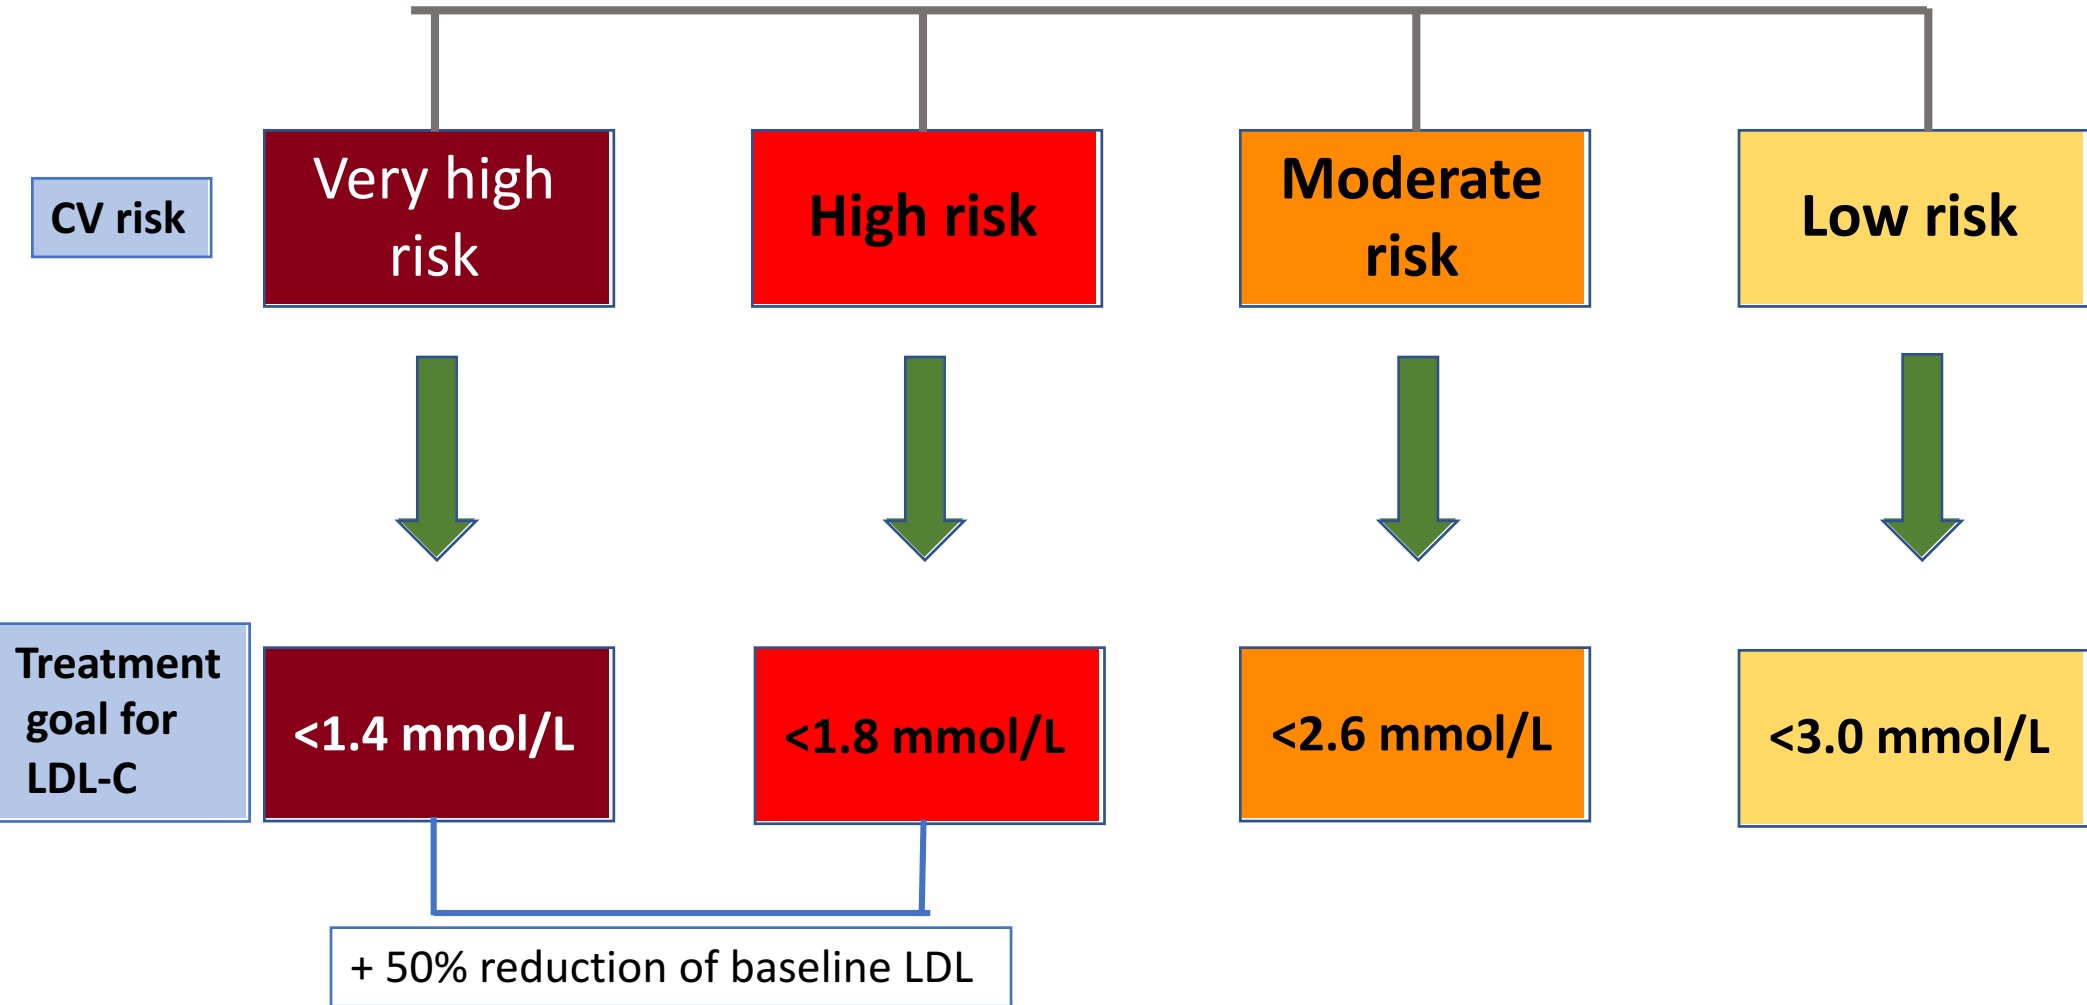 CV risk
Very high
risk
High risk
Moderate
risk
Low risk
Treatment
goal for
LDL-C
<1.4 mmol/L
<1.8 mmol/L
<2.6 mmol/L
<3.0 mmol/L
+ 50% reduction of baseline LDL